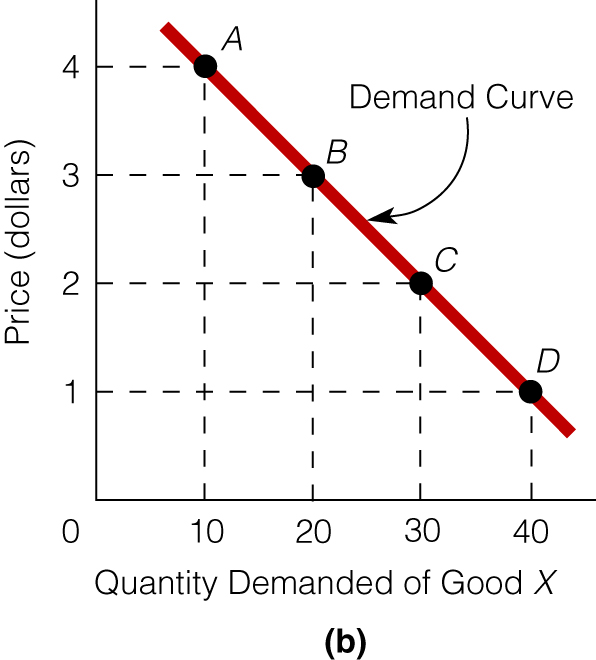 Price (dollars)
4
3
2
1
0
A
B
C
D
Demand Curve
10 20 30 40
Quantity Demanded of Good X
(b)